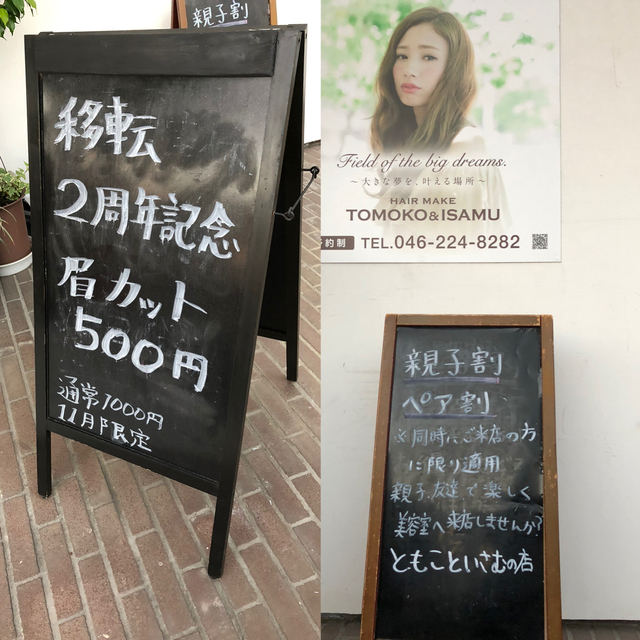 親子割
移転
2周年記念
眉カット
500円
通常1000円
11月限定
Field of the big dreams.
～大きな夢を、叶える場所～
HAIR MAKE
TOMOKO&ISAMU
約制
TEL.046-224-8282
親子割
ペア割
※同時にご来店の方
に限り適用
親子、友達で楽しく
美容室へ来店しませんか?
ともこといさむの店